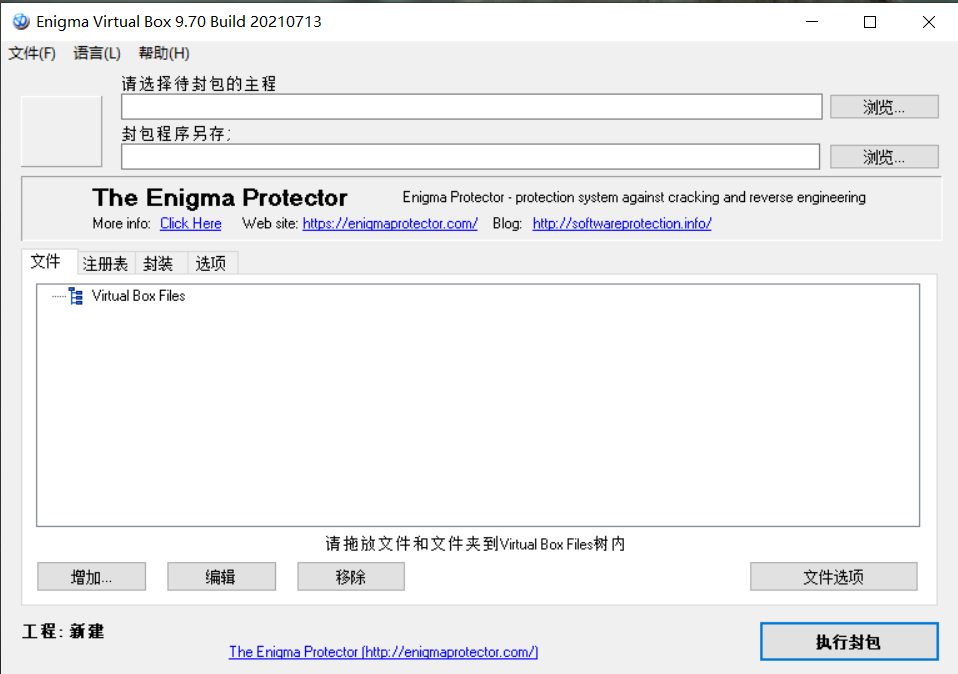 Enigma Virtual Box 9.70 Build 20210713
文件(F) 语言(L) 帮助(H)
请选择待封包的主程
浏览...
封包程序另存;
浏览...
The Enigma Protector Enigma Protector - protection system against cracking and reverse engineering
More info: Click Here Web site: https://enigmaprotector.com/ Blog: http://softwareprotection.info/
文件 注册表 封装 选项
Virtual Box Files
请拖放文件和文件夹到Virtual Box Files树内
增加... 编辑 移除 文件选项
工程: 新建
The Enigma Protector (http://enigmaprotector.com/)
执行封包